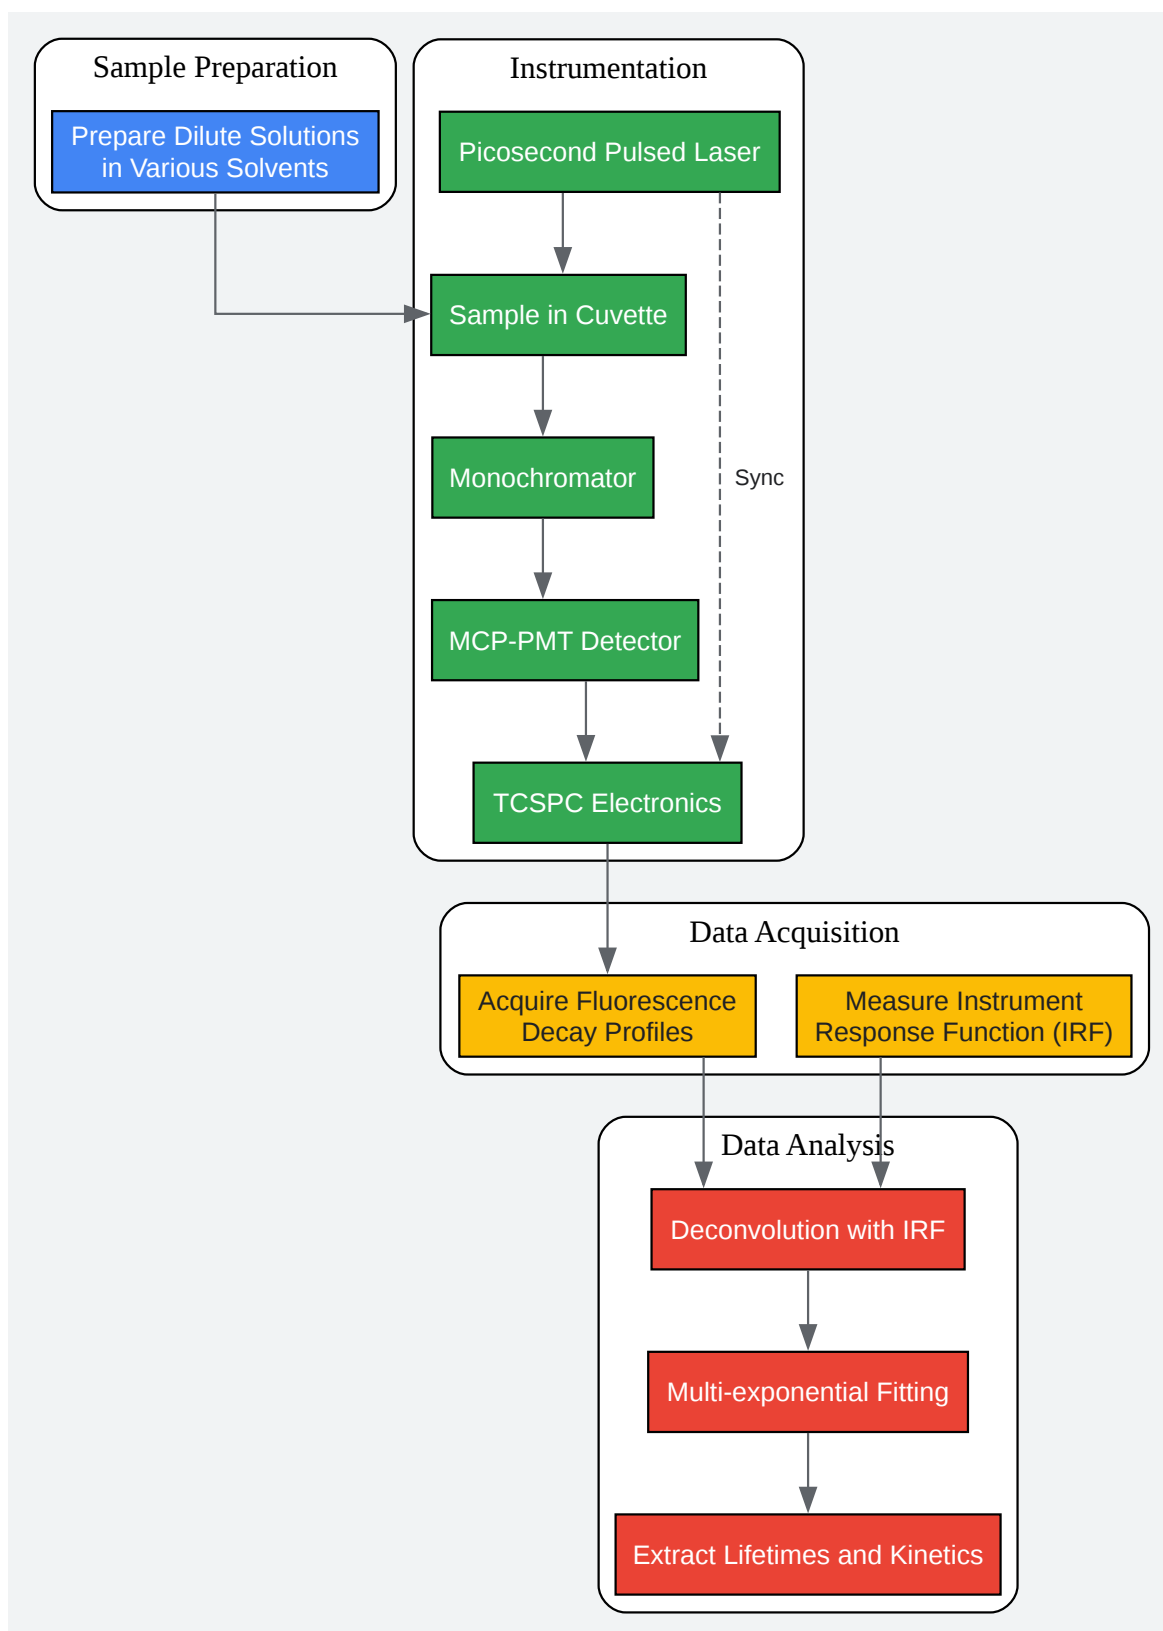 Sample Preparation
Prepare Dilute Solutions
in Various Solvents
Instrumentation
Picosecond Pulsed Laser
Sample in Cuvette
Monochromator
Sync
MCP-PMT Detector
TCSPC Electronics
Data Acquisition
Acquire Fluorescence
Decay Profiles
Measure Instrument
Response Function (IRF)
Data Analysis
Deconvolution with IRF
Multi-exponential Fitting
Extract Lifetimes and Kinetics